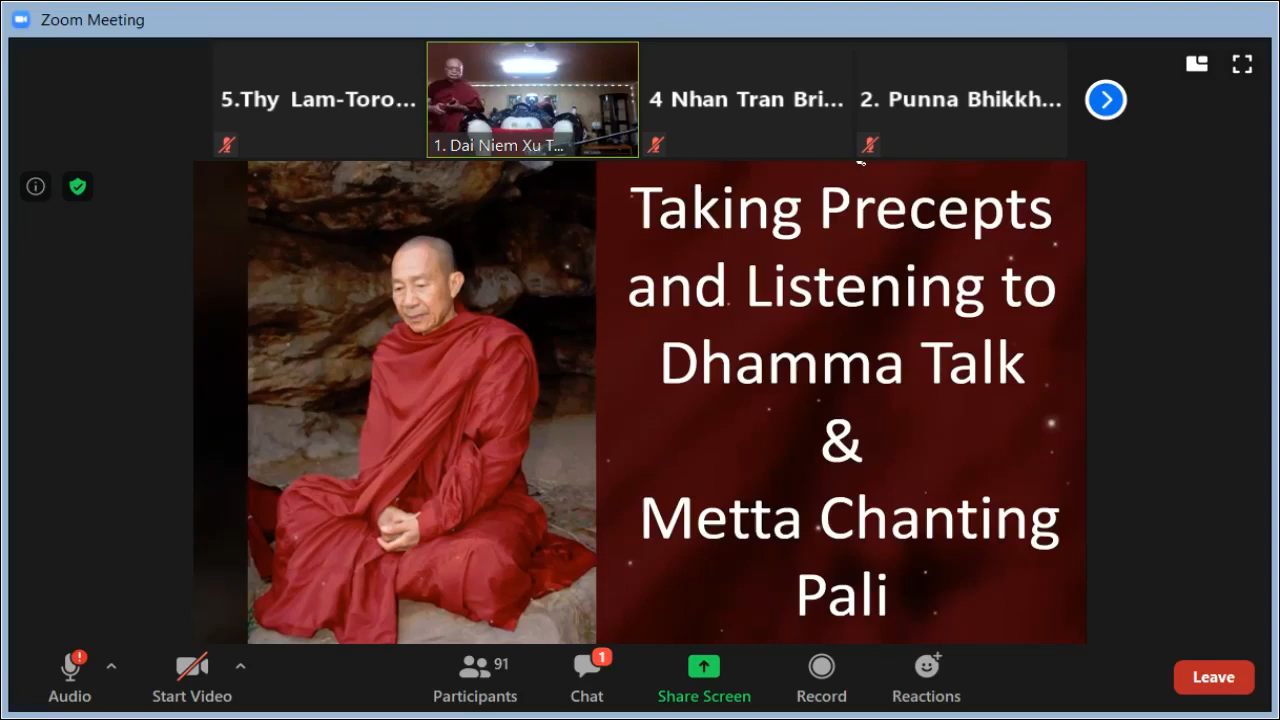 Zoom Meeting
5.Thy Lam-Toro...
1. Dai Niem Xu T...
4 Nhan Tran Bri...
2. Punna Bhikkh...
Taking Precepts
and Listening to
Dhamma Talk
&
Metta Chanting
Pali
Audio
Start Video
Participants
91
Chat
1
Share Screen
Record
Reactions
Leave